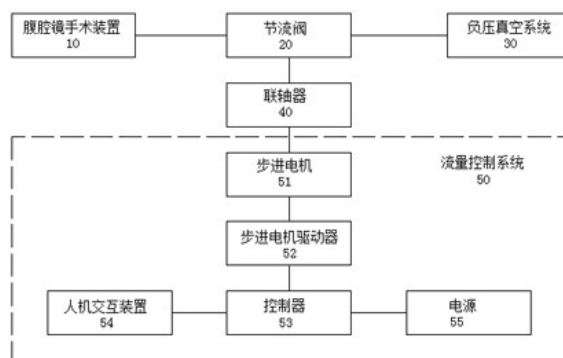 腹腔镜手术装置
10
节流阀
20
负压真空系统
30
联轴器
40
步进电机
51
流量控制系统
50
步进电机驱动器
52
人机交互装置
54
控制器
53
电源
55